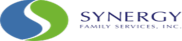 SYNERGY
FAMILY SERVICES, INC.